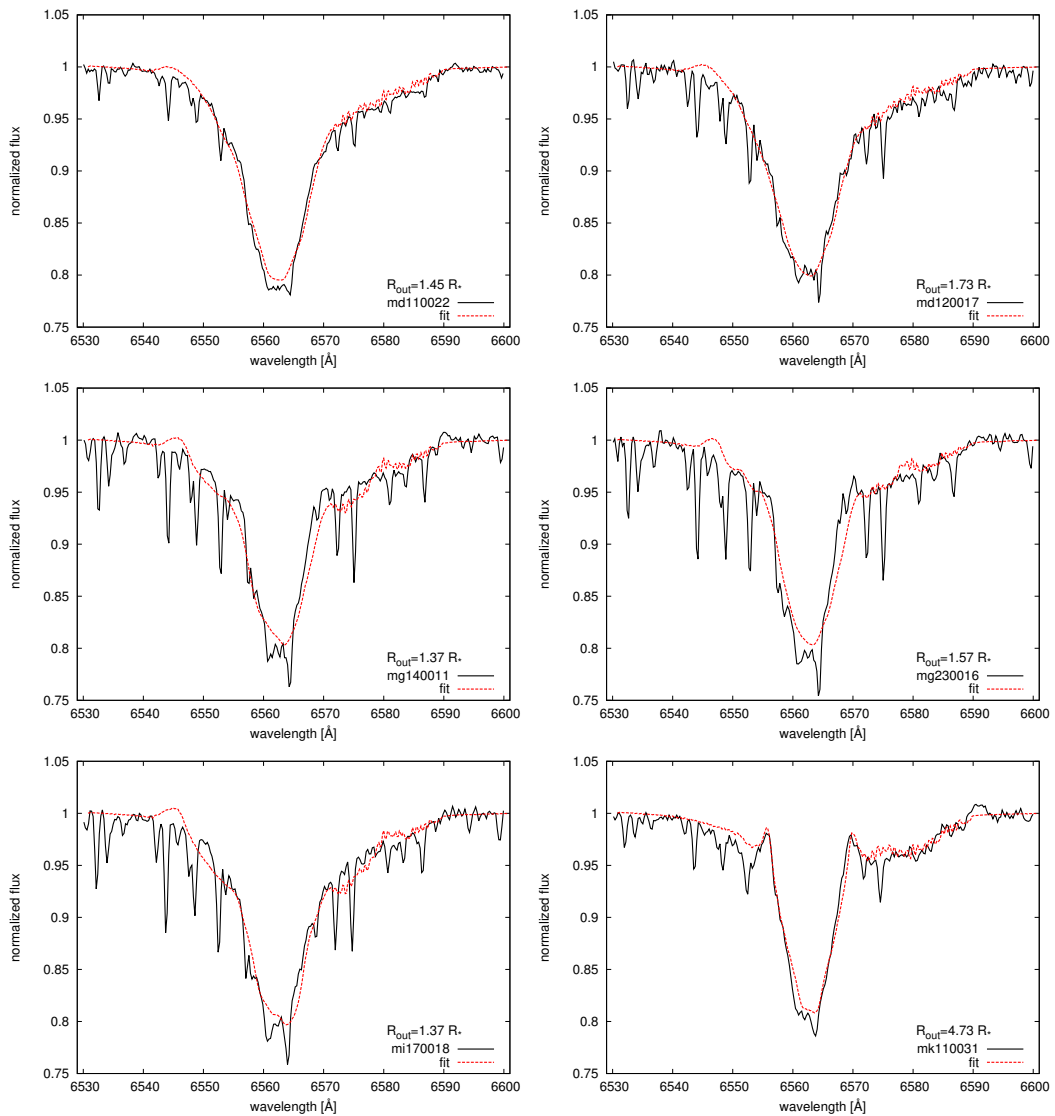 1.05
1
0.95
0.9
0.85
0.8
0.75
normalized flux
6530 6540 6550 6560 6570 6580 6590 6600
wavelength [Å]
R_out=1.45 R_*
md110022
fit
1.05
1
0.95
0.9
0.85
0.8
0.75
normalized flux
6530 6540 6550 6560 6570 6580 6590 6600
wavelength [Å]
R_out=1.73 R_*
md120017
fit
1.05
1
0.95
0.9
0.85
0.8
0.75
normalized flux
6530 6540 6550 6560 6570 6580 6590 6600
wavelength [Å]
R_out=1.37 R_*
mg140011
fit
1.05
1
0.95
0.9
0.85
0.8
0.75
normalized flux
6530 6540 6550 6560 6570 6580 6590 6600
wavelength [Å]
R_out=1.57 R_*
mg230016
fit
1.05
1
0.95
0.9
0.85
0.8
0.75
normalized flux
6530 6540 6550 6560 6570 6580 6590 6600
wavelength [Å]
R_out=1.37 R_*
mi170018
fit
1.05
1
0.95
0.9
0.85
0.8
0.75
normalized flux
6530 6540 6550 6560 6570 6580 6590 6600
wavelength [Å]
R_out=4.73 R_*
mk110031
fit